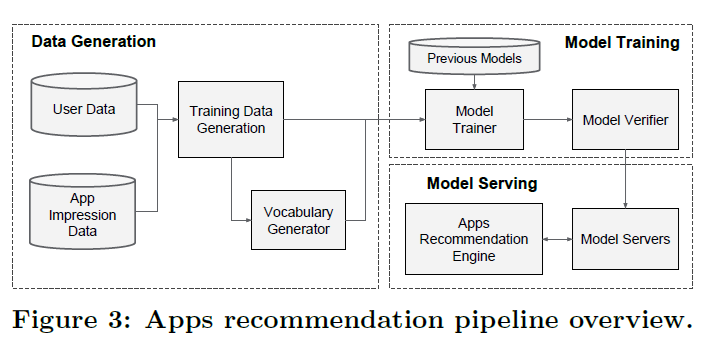 Data Generation
User Data
App
Impression
Data
Training Data
Generation
Vocabulary
Generator
Model Training
Previous Models
Model
Trainer
Model Verifier
Model Serving
Apps
Recommendation
Engine
Model Servers
Figure 3: Apps recommendation pipeline overview.